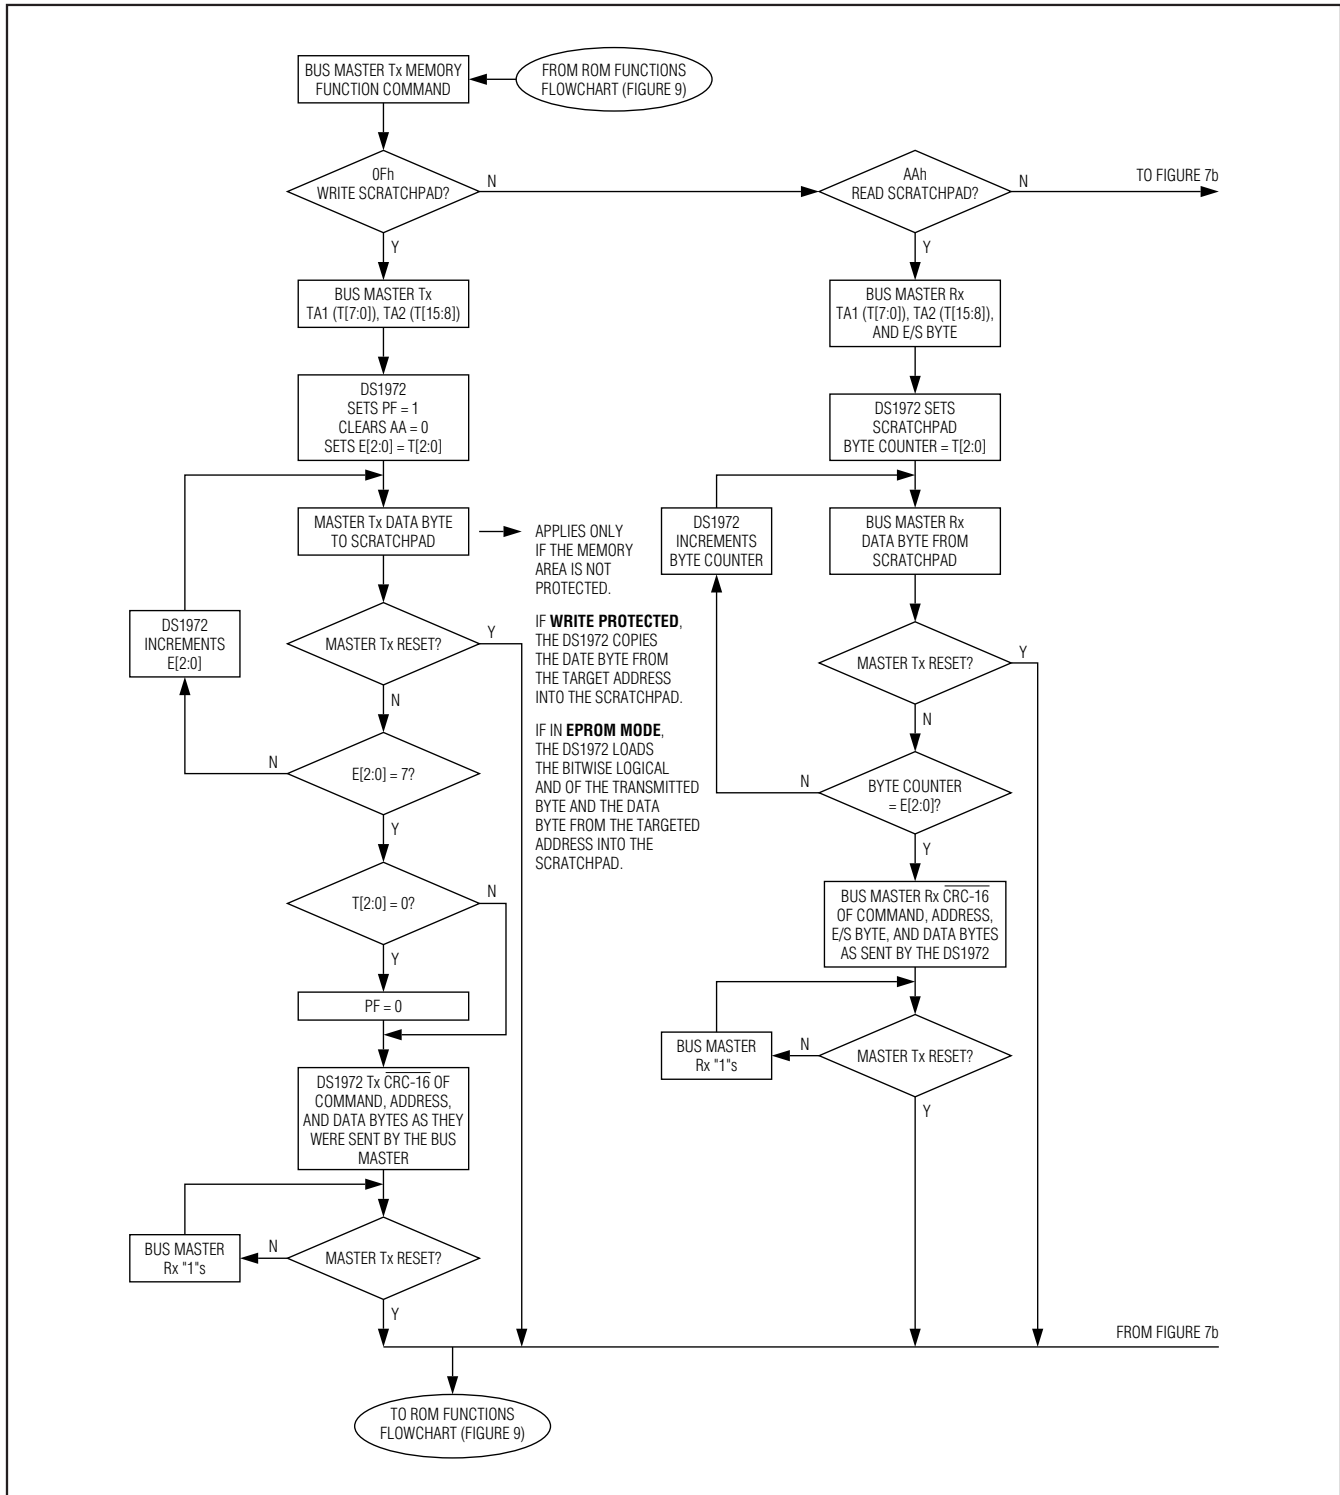 BUS MASTER Tx MEMORY
FUNCTION COMMAND
FROM ROM FUNCTIONS
FLOWCHART (FIGURE 9)
0Fh
WRITE SCRATCHPAD?
N
Y
AAh
READ SCRATCHPAD?
N
Y
TO FIGURE 7b
BUS MASTER Tx
TA1 (T[7:0]), TA2 (T[15:8])
DS1972
SETS PF = 1
CLEARS AA = 0
SETS E[2:0] = T[2:0]
MASTER Tx DATA BYTE
TO SCRATCHPAD
APPLIES ONLY
IF THE MEMORY
AREA IS NOT
PROTECTED.
IF WRITE PROTECTED,
THE DS1972 COPIES
THE DATE BYTE FROM
THE TARGET ADDRESS
INTO THE SCRATCHPAD.
IF IN EPROM MODE,
THE DS1972 LOADS
THE BITWISE LOGICAL
AND OF THE TRANSMITTED
BYTE AND THE DATA
BYTE FROM THE TARGETED
ADDRESS INTO THE
SCRATCHPAD.
DS1972
INCREMENTS
E[2:0]
MASTER Tx RESET?
Y
N
E[2:0] = 7?
N
Y
T[2:0] = 0?
N
Y
PF = 0
DS1972 Tx CRC-16 OF
COMMAND, ADDRESS,
AND DATA BYTES AS THEY
WERE SENT BY THE BUS
MASTER
BUS MASTER
Rx "1"s
N
MASTER Tx RESET?
Y
BUS MASTER Rx
TA1 (T[7:0]), TA2 (T[15:8]),
AND E/S BYTE
DS1972 SETS
SCRATCHPAD
BYTE COUNTER = T[2:0]
DS1972
INCREMENTS
BYTE COUNTER
BUS MASTER Rx
DATA BYTE FROM
SCRATCHPAD
MASTER Tx RESET?
Y
N
BYTE COUNTER
= E[2:0]?
N
Y
BUS MASTER Rx CRC-16
OF COMMAND, ADDRESS,
E/S BYTE, AND DATA BYTES
AS SENT BY THE DS1972
BUS MASTER
Rx "1"s
N
MASTER Tx RESET?
Y
FROM FIGURE 7b
TO ROM FUNCTIONS
FLOWCHART (FIGURE 9)